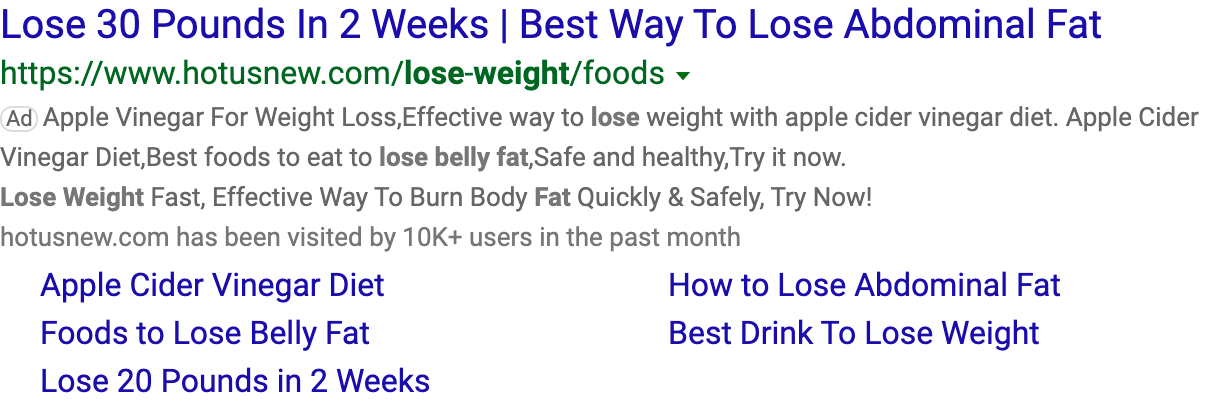 Lose 30 Pounds In 2 Weeks | Best Way To Lose Abdominal Fat
https://www.hotusnew.com/lose-weight/foods
Ad Apple Vinegar For Weight Loss,Effective way to lose weight with apple cider vinegar diet. Apple Cider
Vinegar Diet,Best foods to eat to lose belly fat,Safe and healthy,Try it now.
Lose Weight Fast, Effective Way To Burn Body Fat Quickly & Safely, Try Now!
hotusnew.com has been visited by 10K+ users in the past month
Apple Cider Vinegar Diet
How to Lose Abdominal Fat
Foods to Lose Belly Fat
Best Drink To Lose Weight
Lose 20 Pounds in 2 Weeks